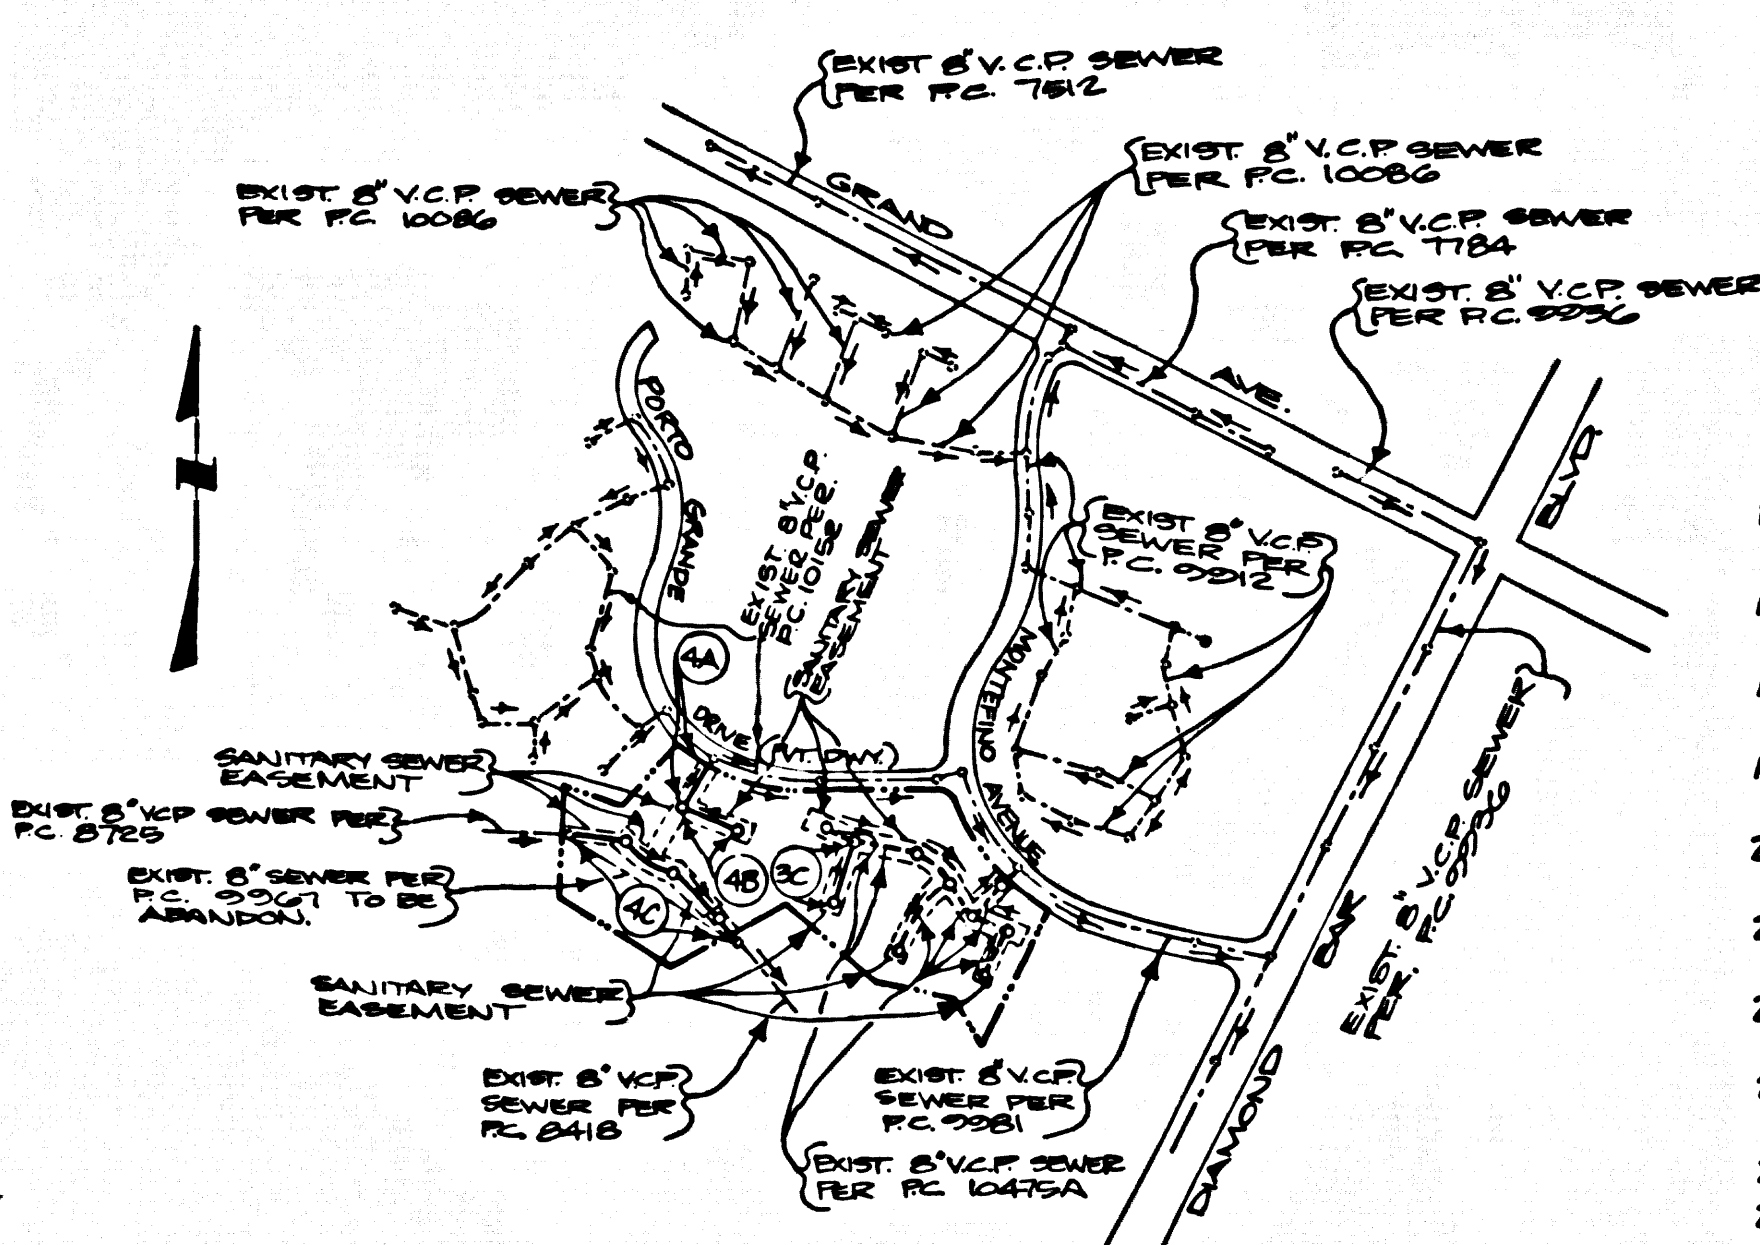 EXIST 8" V.C.P. SEWER
PER P.C. 7512
EXIST. 8" V.C.P. SEWER
PER P.C. 10086
EXIST. 8" V.C.P. SEWER
PER P.C. 10086
EXIST. 8" V.C.P. SEWER
PER P.C. 7784
EXIST. 8" V.C.P. SEWER
PER P.C. 9936
GRAND
AVE.
BLVD.
PORTO
GRANDE
DRIVE
N
EXIST. 8" V.C.P.
SEWER PER.
P.C. 10152
SANITARY SEWER
EASEMENT
EXIST 8" V.C.P.
SEWER PER
P.C. 9912
4A
(PVT. DWY.)
MONTEFINO
AVENUE
SANITARY SEWER
EASEMENT
EXIST. 8" VCP SEWER PER
P.C. 8725
EXIST. 8" SEWER PER
P.C. 9967 TO BE
ABANDON.
4B
3C
4C
SANITARY SEWER
EASEMENT
EXIST. 8" V.C.P.
SEWER PER
P.C. 8418
EXIST. 8" V.C.P.
SEWER PER
P.C. 9981
EXIST. 8" V.C.P. SEWER
PER P.C. 10475A
EXIST. 8" V.C.P. SEWER
PER. P.C. 9936
DIAMOND
BAR